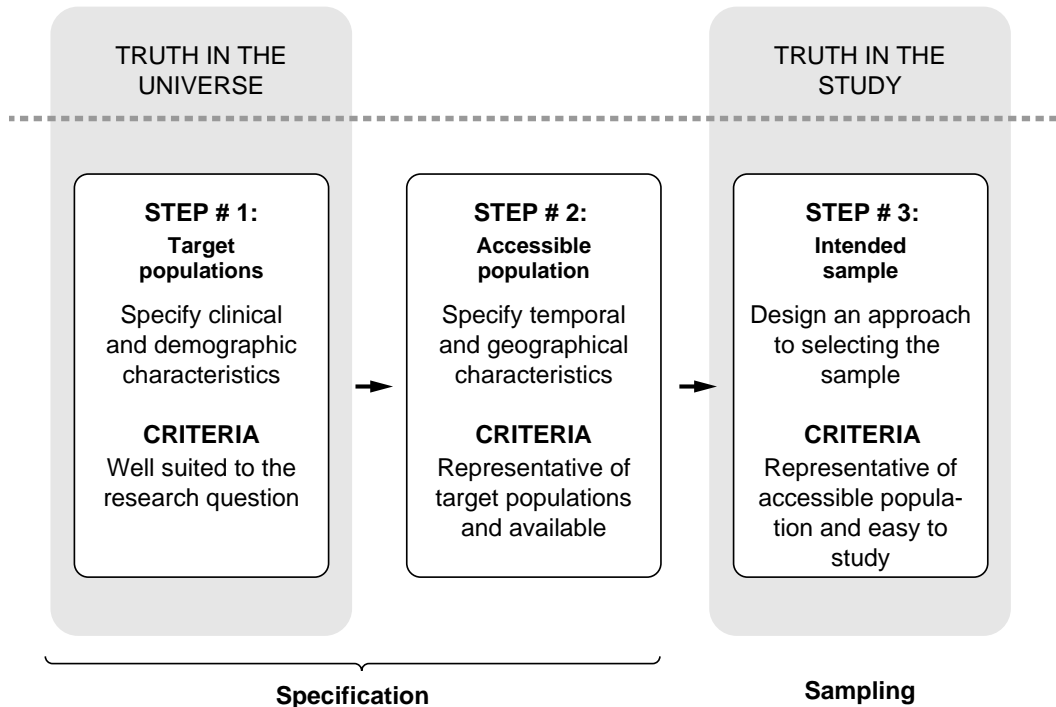 TRUTH IN THE
UNIVERSE
TRUTH IN THE
STUDY
STEP # 1:
Target
populations
Specify clinical
and demographic
characteristics
CRITERIA
Well suited to the
research question
STEP # 2:
Accessible
population
Specify temporal
and geographical
characteristics
CRITERIA
Representative of
target populations
and available
STEP # 3:
Intended
sample
Design an approach
to selecting the
sample
CRITERIA
Representative of
accessible popula-
tion and easy to
study
Specification
Sampling